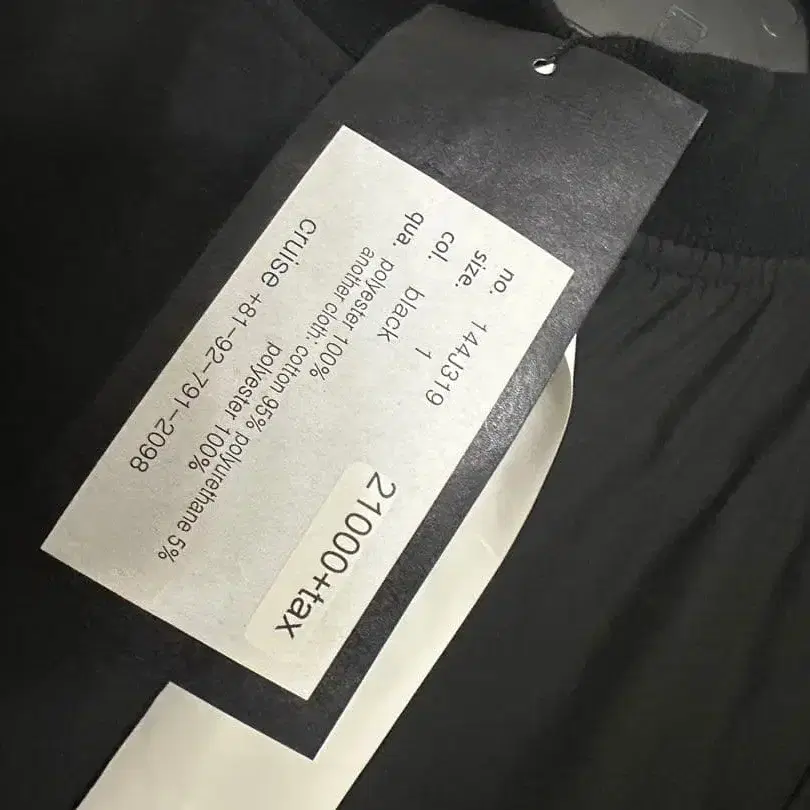 no. 144J319
size. 1
col. black
qua. polyester 100%
another cloth: cotton 95% polyurethane 5%
polyester 100%
cruise +81-92-791-2098
21000+tax